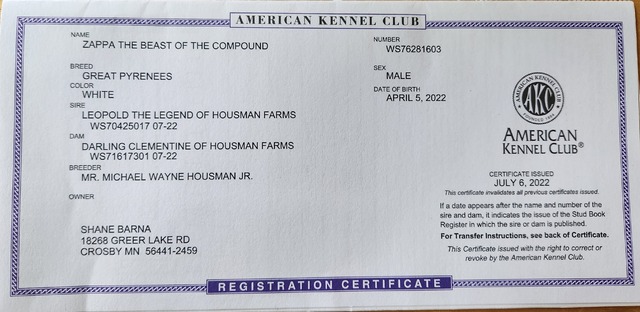 AMERICAN KENNEL CLUB
NAME
ZAPPA THE BEAST OF THE COMPOUND
NUMBER
WS76281603
BREED
GREAT PYRENEES
SEX
MALE
COLOR
WHITE
DATE OF BIRTH
APRIL 5, 2022
SIRE
LEOPOLD THE LEGEND OF HOUSMAN FARMS
WS70425017 07-22
DAM
DARLING CLEMENTINE OF HOUSMAN FARMS
WS71617301 07-22
BREEDER
MR. MICHAEL WAYNE HOUSMAN JR.
OWNER
SHANE BARNA
18268 GREER LAKE RD
CROSBY MN 56441-2459
AMERICAN KENNEL CLUB
AKC
FOUNDED 1884
AMERICAN
KENNEL CLUB®
CERTIFICATE ISSUED
JULY 6, 2022
This certificate invalidates all previous certificates issued.
If a date appears after the name and number of the
sire and dam, it indicates the issue of the Stud Book
Register in which the sire or dam is published.
For Transfer Instructions, see back of Certificate.
This Certificate issued with the right to correct or
revoke by the American Kennel Club.
REGISTRATION CERTIFICATE